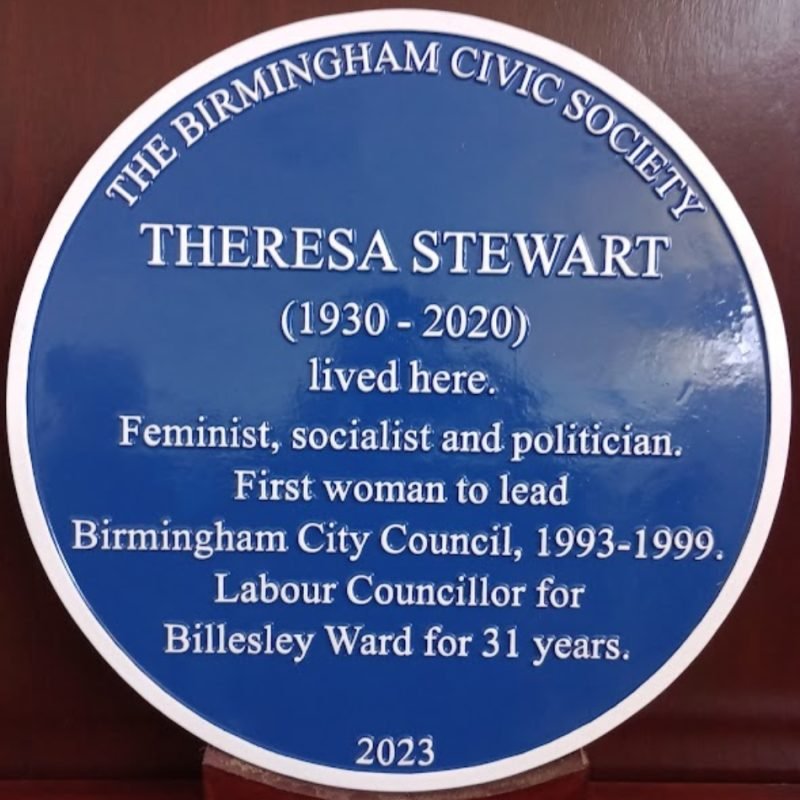 THE BIRMINGHAM CIVIC SOCIETY
THERESA STEWART
(1930 - 2020)
lived here.
Feminist, socialist and politician.
First woman to lead
Birmingham City Council, 1993-1999.
Labour Councillor for
Billesley Ward for 31 years.
2023